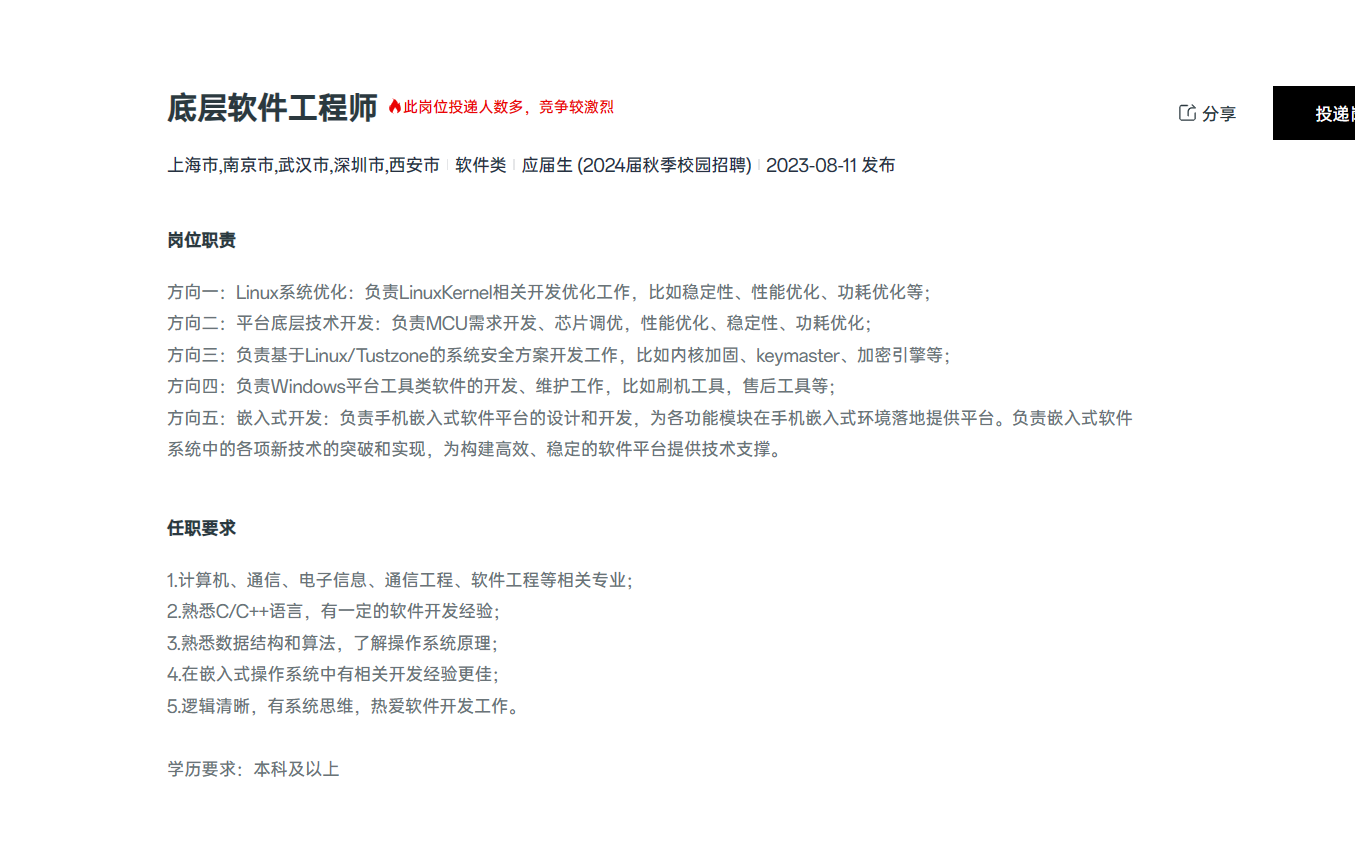 底层软件工程师 此岗位投递人数多，竞争较激烈
分享
投递
上海市,南京市,武汉市,深圳市,西安市 软件类 应届生 (2024届秋季校园招聘) 2023-08-11 发布
岗位职责
方向一：Linux系统优化：负责LinuxKernel相关开发优化工作，比如稳定性、性能优化、功耗优化等；
方向二：平台底层技术开发：负责MCU需求开发、芯片调优，性能优化、稳定性、功耗优化；
方向三：负责基于Linux/Tustzone的系统安全方案开发工作，比如内核加固、keymaster、加密引擎等；
方向四：负责Windows平台工具类软件的开发、维护工作，比如刷机工具，售后工具等；
方向五：嵌入式开发：负责手机嵌入式软件平台的设计和开发，为各功能模块在手机嵌入式环境落地提供平台。负责嵌入式软件
系统中的各项新技术的突破和实现，为构建高效、稳定的软件平台提供技术支撑。
任职要求
1.计算机、通信、电子信息、通信工程、软件工程等相关专业；
2.熟悉C/C++语言，有一定的软件开发经验；
3.熟悉数据结构和算法，了解操作系统原理；
4.在嵌入式操作系统中有相关开发经验更佳；
5.逻辑清晰，有系统思维，热爱软件开发工作。
学历要求：本科及以上